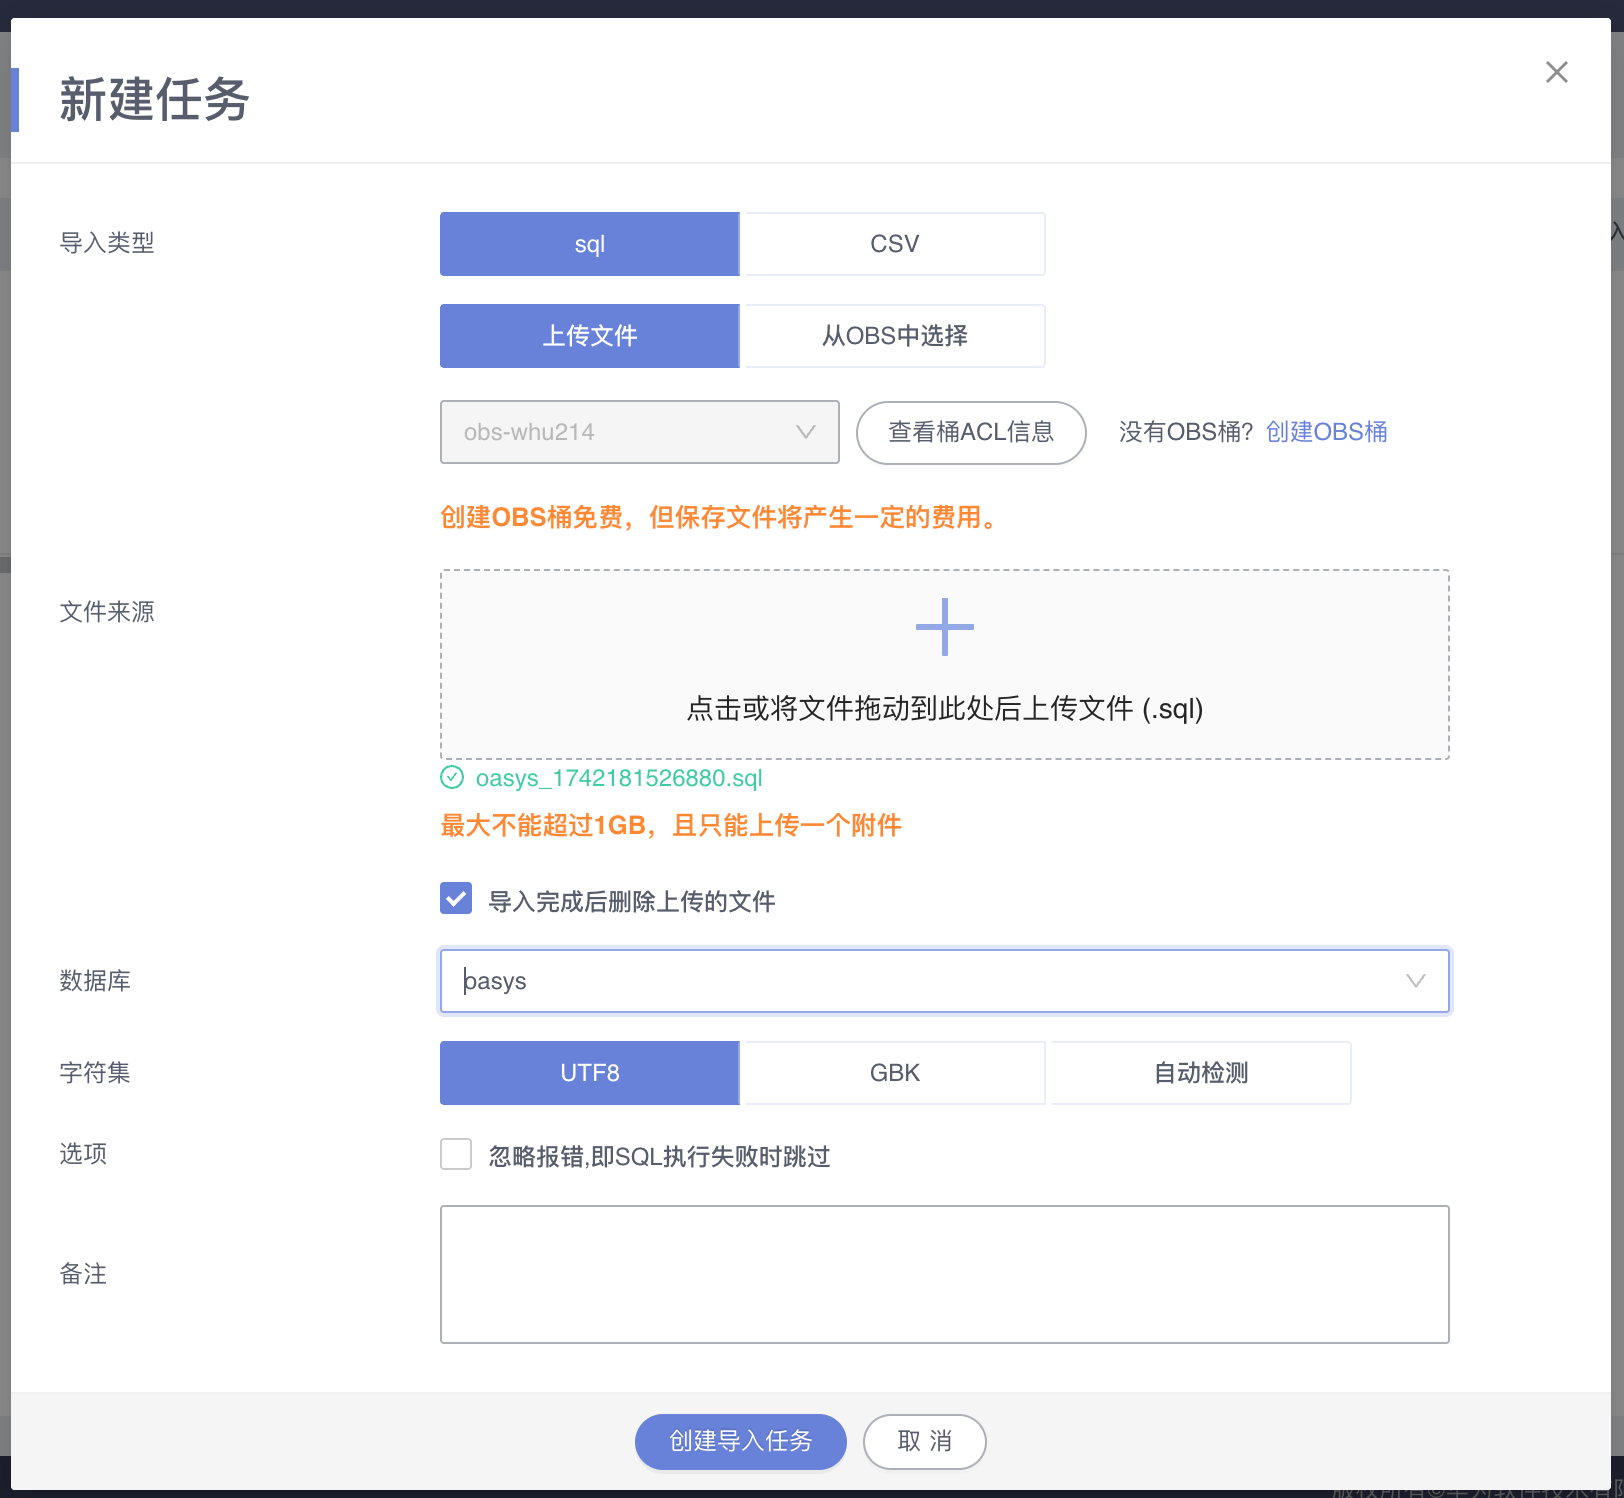 新建任务
导入类型
sql
CSV
上传文件
从OBS中选择
obs-whu214
查看桶ACL信息
没有OBS桶？ 创建OBS桶
创建OBS桶免费，但保存文件将产生一定的费用。
文件来源
点击或将文件拖动到此处后上传文件 (.sql)
oasys_1742181526880.sql
最大不能超过1GB，且只能上传一个附件
导入完成后删除上传的文件
数据库
oasys
字符集
UTF8
GBK
自动检测
选项
忽略报错,即SQL执行失败时跳过
备注
创建导入任务
取 消